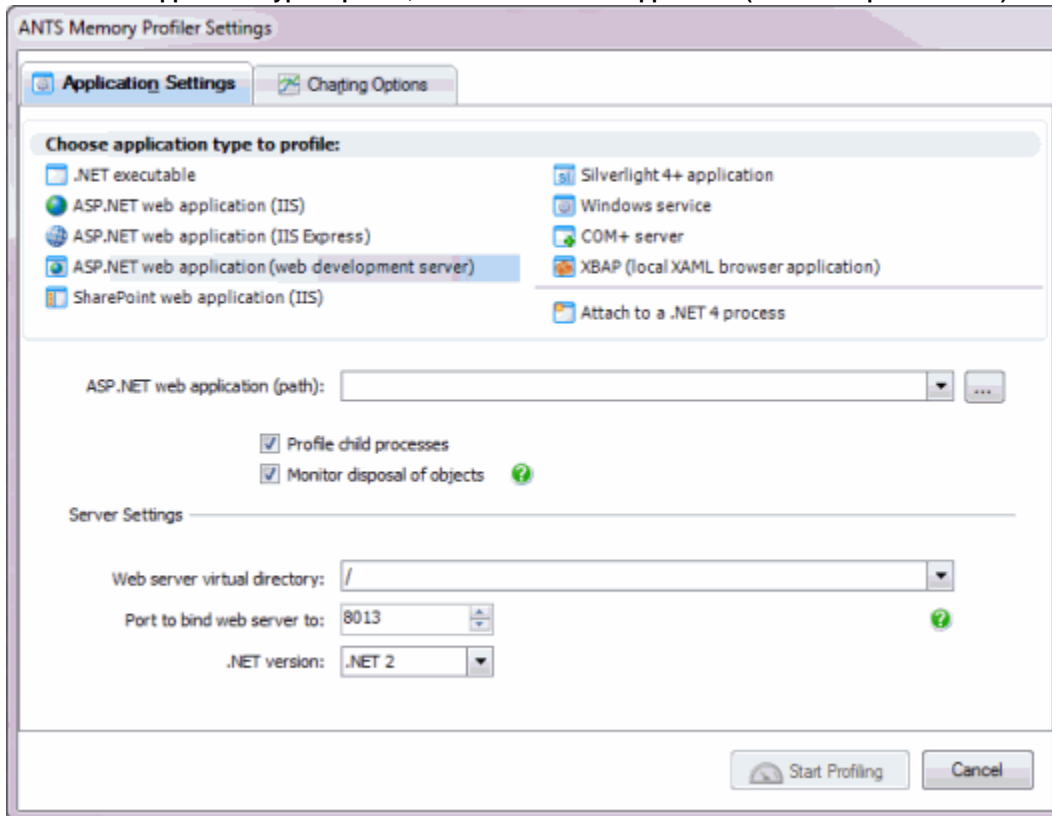 ANTS Memory Profiler Settings
Application Settings
Charting Options
Choose application type to profile:
.NET executable
ASP.NET web application (IIS)
ASP.NET web application (IIS Express)
ASP.NET web application (web development server)
SharePoint web application (IIS)
Silverlight 4+ application
Windows service
COM+ server
XBAP (local XAML browser application)
Attach to a .NET 4 process
ASP.NET web application (path):
...
Profile child processes
Monitor disposal of objects
?
Server Settings
Web server virtual directory: /
Port to bind web server to: 8013
?
.NET version: .NET 2
Start Profiling
Cancel